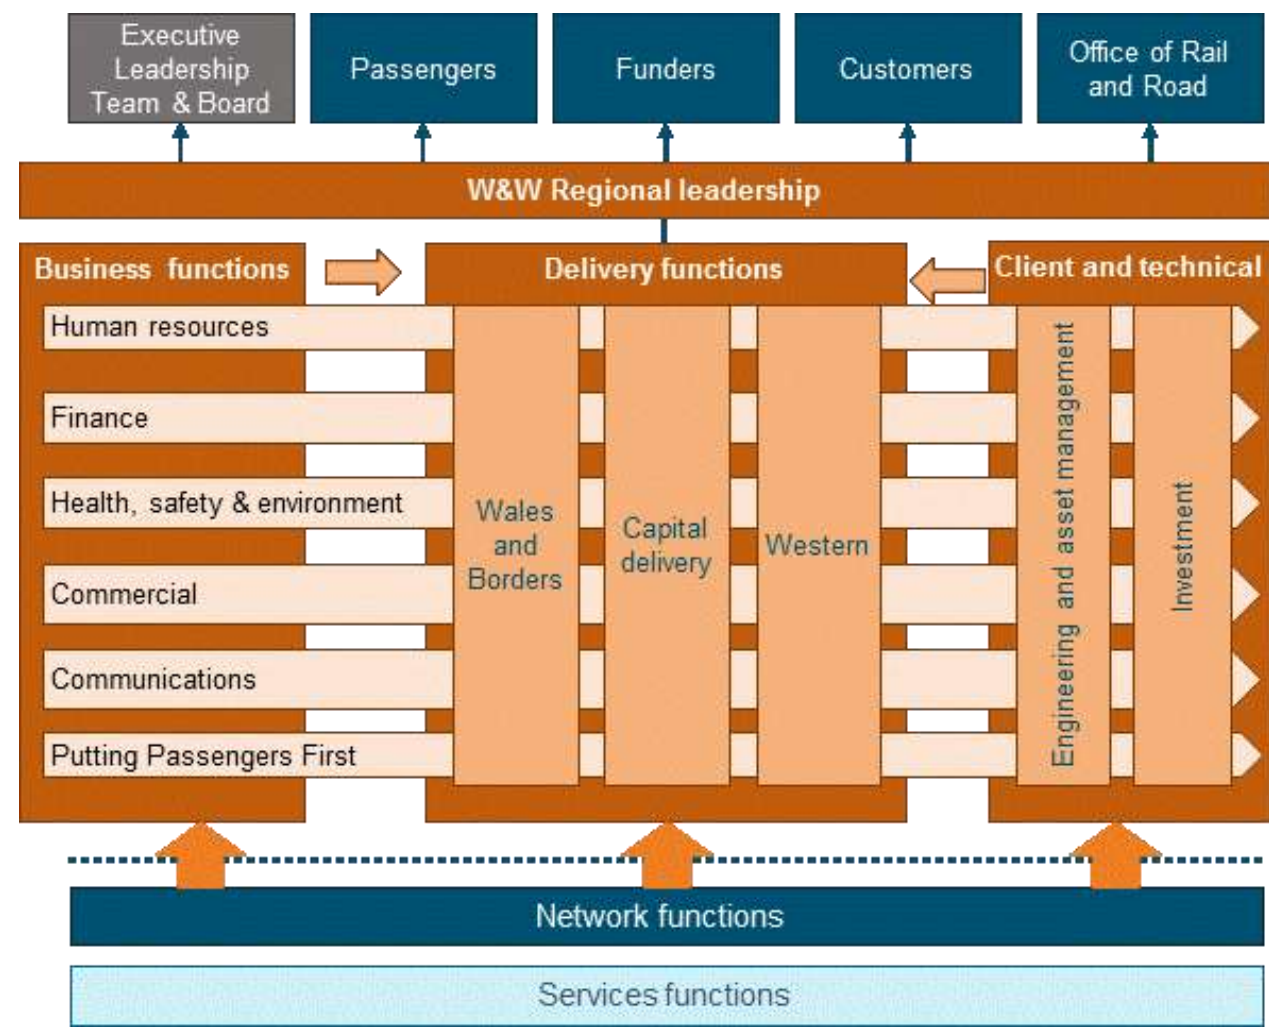 Executive
Leadership
Team & Board
Passengers
Funders
Customers
Office of Rail
and Road
W&W Regional leadership
Business functions
Delivery functions
Client and technical
Human resources
Finance
Health, safety & environment
Commercial
Communications
Putting Passengers First
Wales
and
Borders
Capital
delivery
Western
Engineering and asset management
Investment
Network functions
Services functions